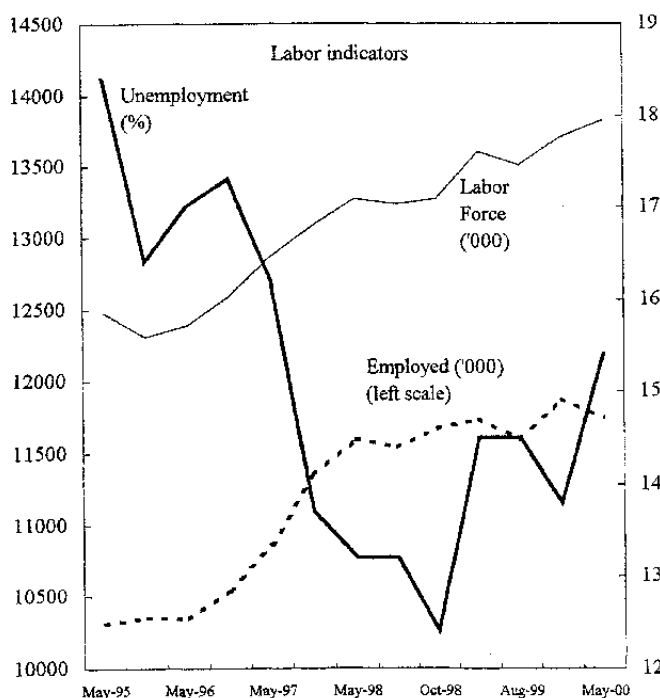 Labor indicators
14500
14000
13500
13000
12500
12000
11500
11000
10500
10000
Unemployment
(%)
Labor
Force
('000)
Employed ('000)
(left scale)
19
18
17
16
15
14
13
12
May-95
May-96
May-97
May-98
Oct-98
Aug-99
May-00